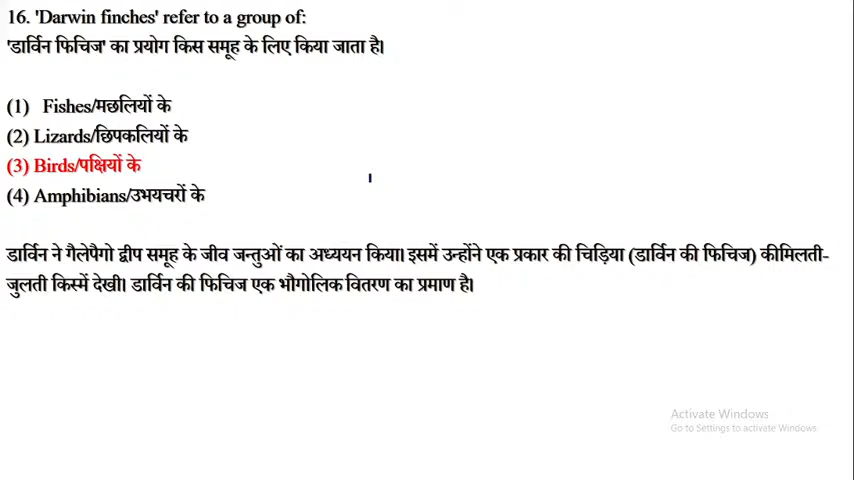 16. 'Darwin finches' refer to a group of:
'डार्विन फिचिज' का प्रयोग किस समूह के लिए किया जाता है।
(1) Fishes/मछलियों के
(2) Lizards/छिपकलियों के
(3) Birds/पक्षियों के
(4) Amphibians/उभयचरों के
डार्विन ने गैलेपैगो द्वीप समूह के जीव जन्तुओं का अध्ययन किया। इसमें उन्होंने एक प्रकार की चिड़िया (डार्विन की फिचिज) कीमिलती-
जुलती किस्में देखी। डार्विन की फिचिज एक भौगोलिक वितरण का प्रमाण है।
Activate Windows
Go to Settings to activate Windows.